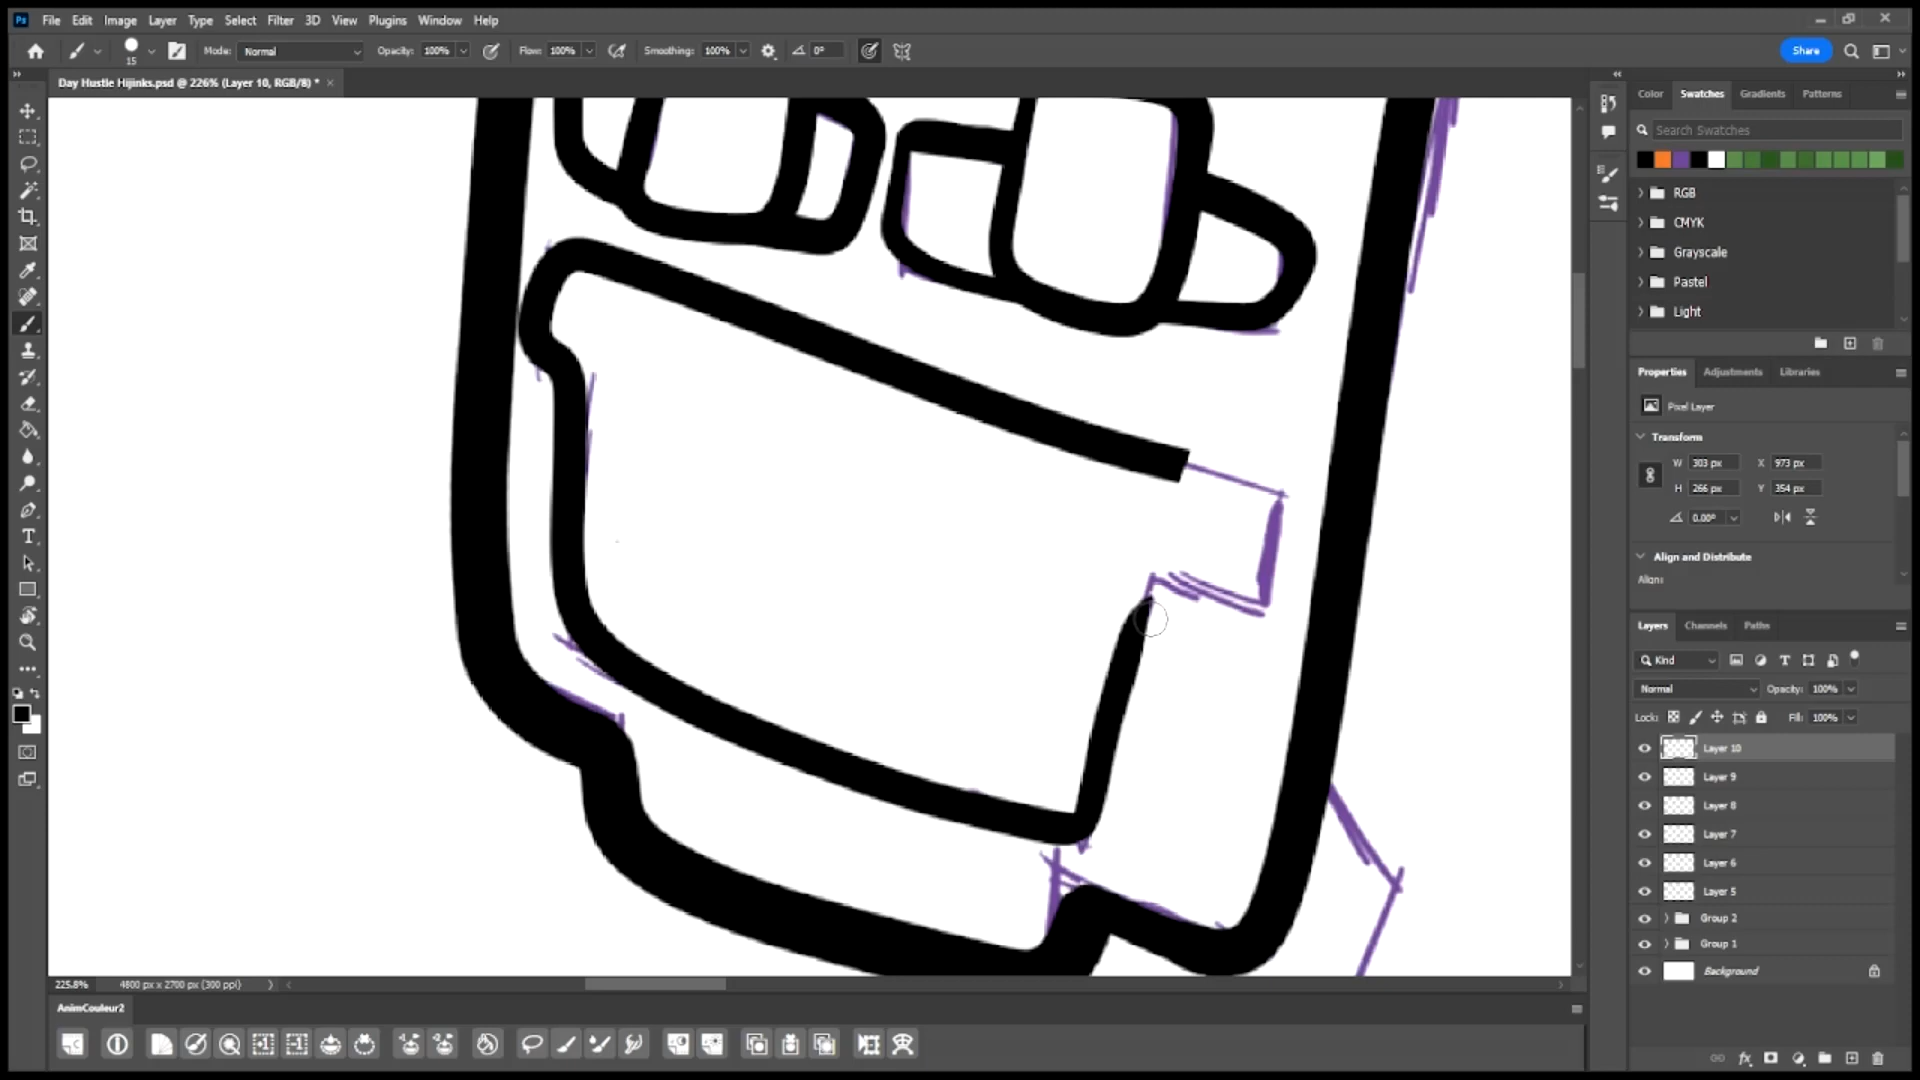 Ps File Edit Image Layer Type Select Filter 3D View Plugins Window Help
15 Mode: Normal Opacity: 100% Flow: 100% Smoothing: 100% 0° Share
Day Hustle Hijinks.psd @ 226% (Layer 10, RGB/8) * ×
Color Swatches Gradients Patterns
Search Swatches
RGB
CMYK
Grayscale
Pastel
Light
Properties Adjustments Libraries
Pixel Layer
Transform
W 303 px X 973 px
H 266 px Y 354 px
0.00°
Align and Distribute
Align:
Layers Channels Paths
Kind
Normal Opacity: 100%
Lock: Fill: 100%
Layer 10
Layer 9
Layer 8
Layer 7
Layer 6
Layer 5
Group 2
Group 1
Background
225.8% 4800 px x 2700 px (300 ppi)
AnimCouleur2